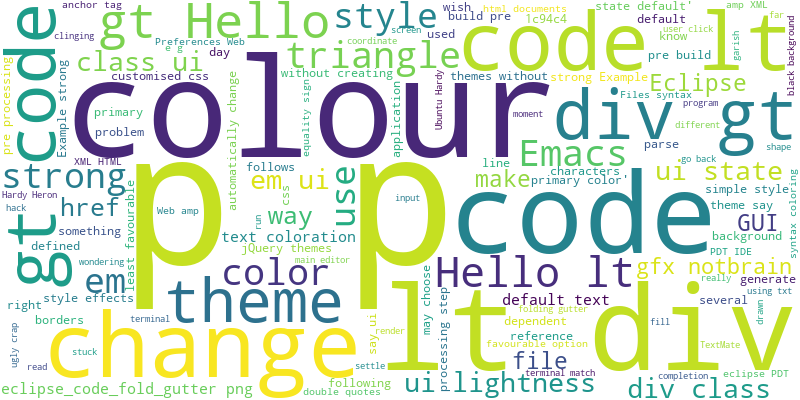 anchor tag
clinging
gt Hello
Preferences Web
e g
day
style
wish
build pre
used
html documents
1c94c4
state default'
default
know
amp XML
far
user click
garish
black background
code lt
coordinate
screen
triangle
class ui
customised css
without creating
themes without
strong Example
Eclipse
pre build
Files syntax
pre processing
code
Example strong
primary
problem
colour
automatically change
equality sign
application
Ubuntu Hardy
moment
program
different
parse
shape
div gt
XML HTML
strong
follows
em ui
css
line
Emacs
characters
make
primary color'
go back
ui state
simple style
theme say
syntax coloring
Hardy Heron
hack
href
something
defined
least favourable
p p
Web amp
run
way
use
input
code
GUI
background
PDT IDE
gt
em
wondering
text coloration
jQuery themes
main editor
color
Hello lt
gfx notbrain
generate
really
using txt
theme
default text
several
right
style effects
borders
terminal
may choose
processing step
folding gutter
dependent
reference
favourable option
drawn
fill
TextMate
ugly crap
read
stuck
change
say ui
render
settle
lt div
file
terminal match
completion
eclipse PDT
eclipse_code_fold_gutter png
following
double quotes
ui lightness
div class